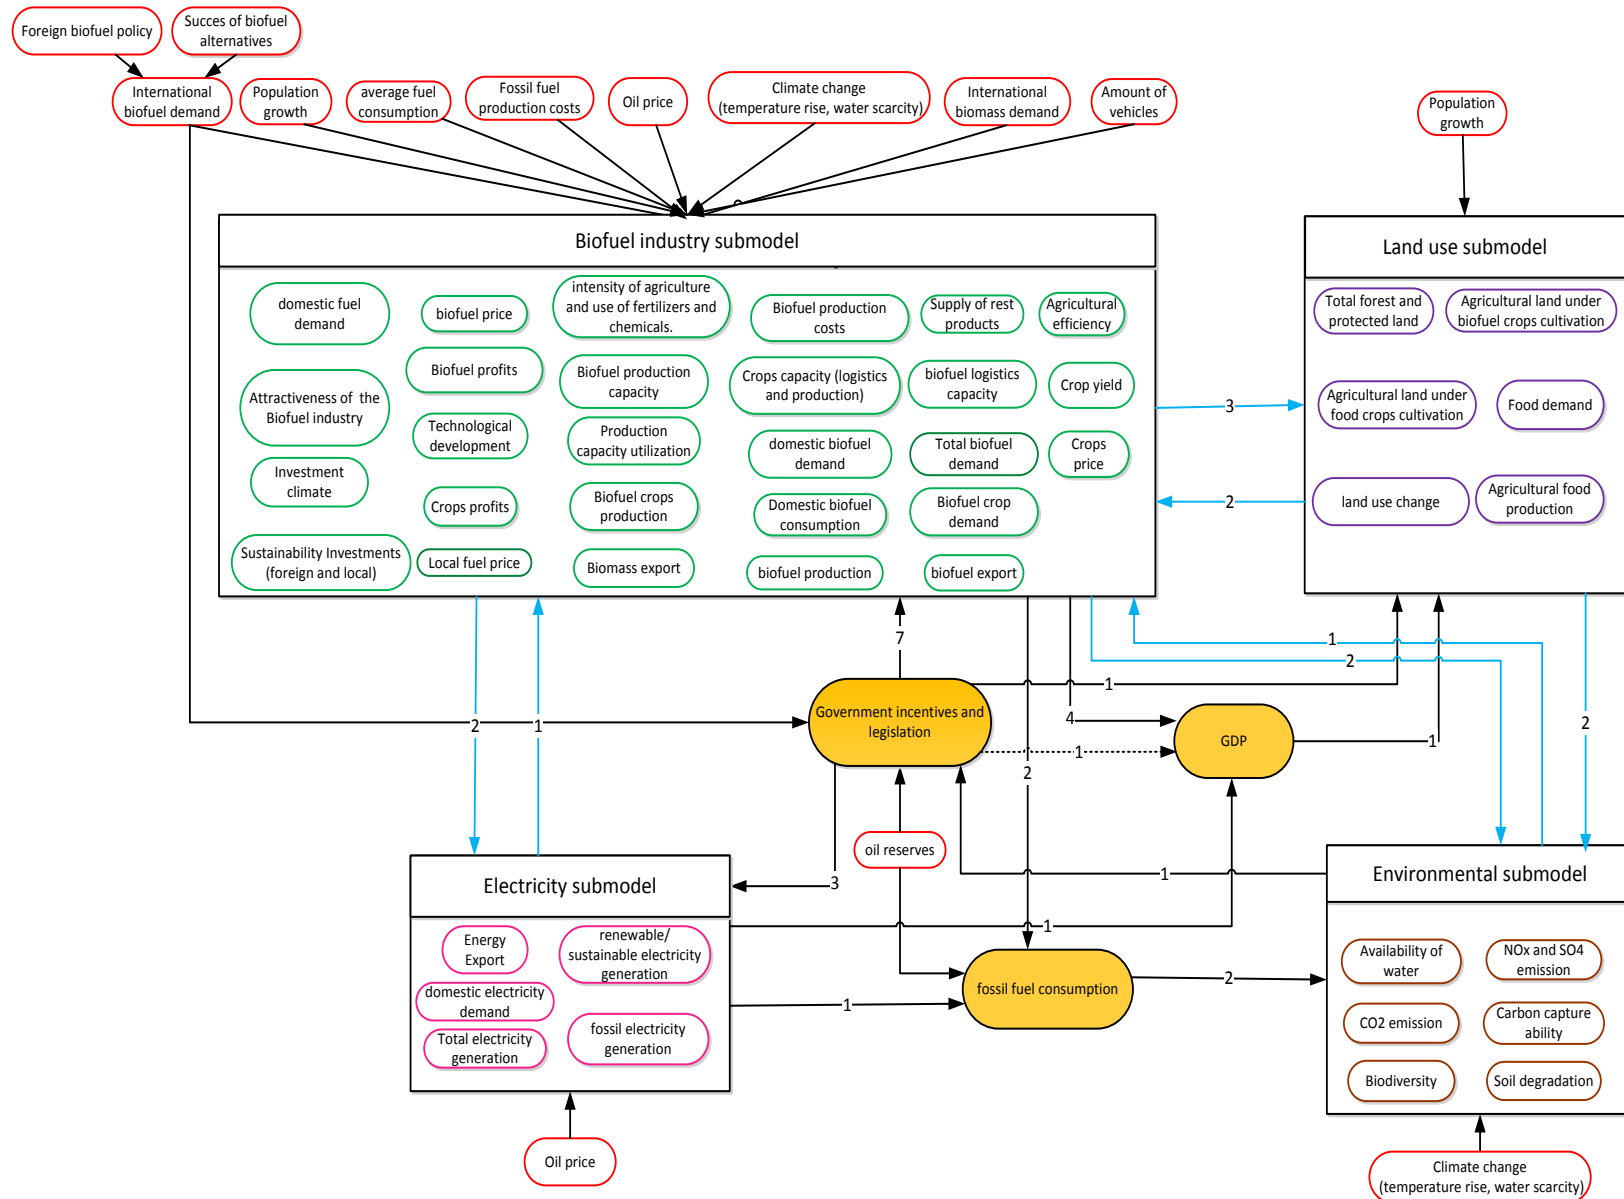 Foreign biofuel policy
Succes of biofuel
alternatives
International
biofuel demand
Population
growth
average fuel
consumption
Fossil fuel
production costs
Oil price
Climate change
(temperature rise, water scarcity)
International
biomass demand
Amount of
vehicles
Population
growth
Biofuel industry submodel
domestic fuel
demand
biofuel price
intensity of agriculture
and use of fertilizers and
chemicals.
Biofuel production
costs
Supply of rest
products
Agricultural
efficiency
Attractiveness of the
Biofuel industry
Biofuel profits
Biofuel production
capacity
Crops capacity (logistics
and production)
biofuel logistics
capacity
Crop yield
Technological
development
Production
capacity utilization
domestic biofuel
demand
Total biofuel
demand
Crops
price
Investment
climate
Crops profits
Biofuel crops
production
Domestic biofuel
consumption
Biofuel crop
demand
Sustainability Investments
(foreign and local)
Local fuel price
Biomass export
biofuel production
biofuel export
Land use submodel
Total forest and
protected land
Agricultural land under
biofuel crops cultivation
Agricultural land under
food crops cultivation
Food demand
land use change
Agricultural food
production
3
2
7
1
2
1
4
2
1
2
1
1
2
1
2
Government incentives and
legislation
GDP
oil reserves
3
1
1
1
2
fossil fuel consumption
Electricity submodel
Energy
Export
renewable/
sustainable electricity
generation
domestic electricity
demand
Total electricity
generation
fossil electricity
generation
Oil price
Environmental submodel
Availability of
water
NOx and SO4
emission
CO2 emission
Carbon capture
ability
Biodiversity
Soil degradation
Climate change
(temperature rise, water scarcity)